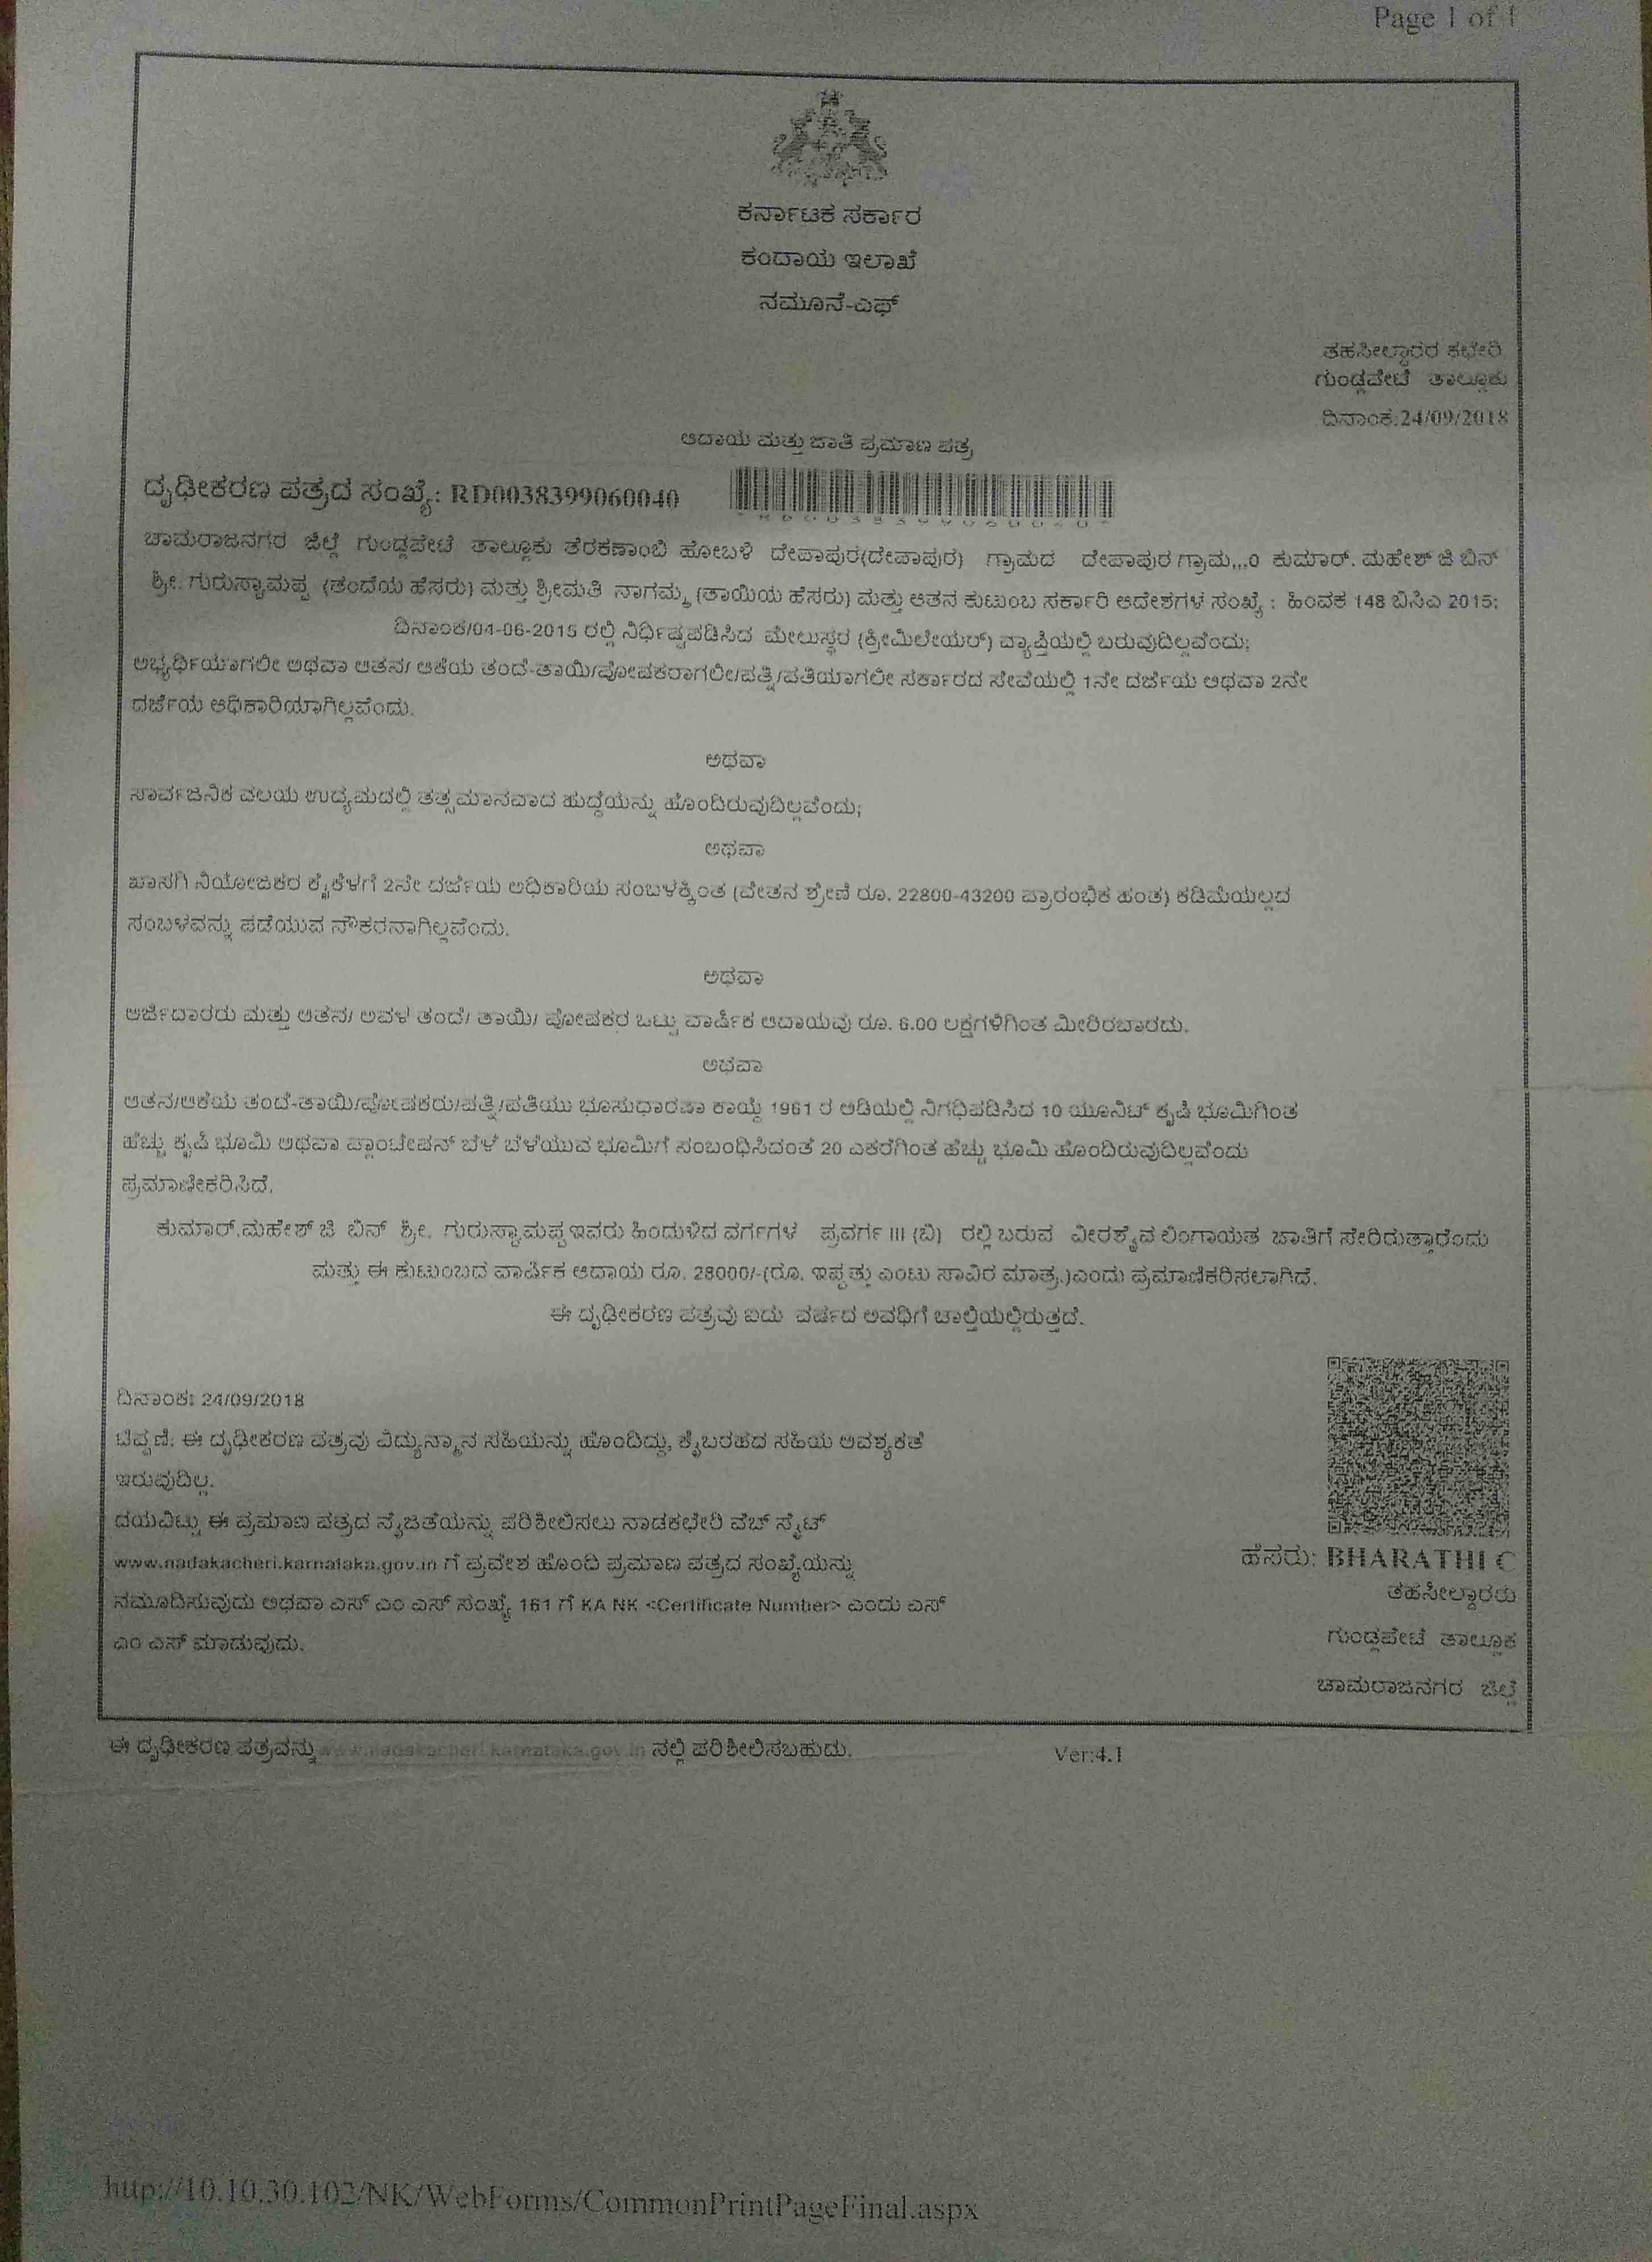 Page 1 of 1
ಕರ್ನಾಟಕ ಸರ್ಕಾರ
ಕಂದಾಯ ಇಲಾಖೆ
ನಮೂನೆ-ಎಫ್
ತಹಸೀಲ್ದಾರರ ಕಛೇರಿ
ಗುಂಡ್ಲಪೇಟೆ ತಾಲ್ಲೂಕು
ದಿನಾಂಕ:24/09/2018
ಆದಾಯ ಮತ್ತು ಜಾತಿ ಪ್ರಮಾಣ ಪತ್ರ
ದೃಢೀಕರಣ ಪತ್ರದ ಸಂಖ್ಯೆ: RD0038399060040
*RD0038399060040*
ಚಾಮರಾಜನಗರ ಜಿಲ್ಲೆ ಗುಂಡ್ಲಪೇಟೆ ತಾಲ್ಲೂಕು ತೆರಕಣಾಂಬಿ ಹೋಬಳಿ ದೇಪಾಪುರ(ದೇಪಾಪುರ) ಗ್ರಾಮದ ದೇಪಾಪುರ ಗ್ರಾಮ,,,0 ಕುಮಾರ್. ಮಹೇಶ್ ಜಿ ಬಿನ್
ಶ್ರೀ. ಗುರುಸ್ವಾಮಪ್ಪ (ತಂದೆಯ ಹೆಸರು) ಮತ್ತು ಶ್ರೀಮತಿ ನಾಗಮ್ಮ (ತಾಯಿಯ ಹೆಸರು) ಮತ್ತು ಆತನ ಕುಟುಂಬ ಸರ್ಕಾರಿ ಆದೇಶಗಳ ಸಂಖ್ಯೆ : ಹಿಂವಕ 148 ಬಿಸಿಎ 2015:
ದಿನಾಂಕ/04-06-2015 ರಲ್ಲಿ ನಿರ್ಧಿಷ್ಟಪಡಿಸಿದ ಮೇಲುಸ್ಥರ (ಕ್ರೀಮಿಲೇಯರ್) ವ್ಯಾಪ್ತಿಯಲ್ಲಿ ಬರುವುದಿಲ್ಲವೆಂದು;
ಅಭ್ಯರ್ಥಿಯಾಗಲೀ ಅಥವಾ ಆತನ/ ಆಕೆಯ ತಂದೆ-ತಾಯಿ/ಪೋಷಕರಾಗಲೀ/ಪತ್ನಿ/ಪತಿಯಾಗಲೀ ಸರ್ಕಾರದ ಸೇವೆಯಲ್ಲಿ 1ನೇ ದರ್ಜೆಯ ಅಥವಾ 2ನೇ
ದರ್ಜೆಯ ಅಧಿಕಾರಿಯಾಗಿಲ್ಲವೆಂದು.
ಅಥವಾ
ಸಾರ್ವಜನಿಕ ವಲಯ ಉದ್ಯಮದಲ್ಲಿ ತತ್ಸಮಾನವಾದ ಹುದ್ದೆಯನ್ನು ಹೊಂದಿರುವುದಿಲ್ಲವೆಂದು;
ಅಥವಾ
ಖಾಸಗಿ ನಿಯೋಜಕರ ಕೈಕೆಳಗೆ 2ನೇ ದರ್ಜೆಯ ಅಧಿಕಾರಿಯ ಸಂಬಳಕ್ಕಿಂತ (ವೇತನ ಶ್ರೇಣಿ ರೂ. 22800-43200 ಪ್ರಾರಂಭಿಕ ಹಂತ) ಕಡಿಮೆಯಲ್ಲದ
ಸಂಬಳವನ್ನು ಪಡೆಯುವ ನೌಕರನಾಗಿಲ್ಲವೆಂದು.
ಅಥವಾ
ಅರ್ಜಿದಾರರು ಮತ್ತು ಆತನ/ ಅವಳ ತಂದೆ/ ತಾಯಿ/ ಪೋಷಕರ ಒಟ್ಟು ವಾರ್ಷಿಕ ಆದಾಯವು ರೂ. 6.00 ಲಕ್ಷಗಳಿಗಿಂತ ಮೀರಿರಬಾರದು.
ಅಥವಾ
ಆತನ/ಆಕೆಯ ತಂದೆ-ತಾಯಿ/ಪೋಷಕರು/ಪತ್ನಿ/ಪತಿಯು ಭೂಸುಧಾರಣಾ ಕಾಯ್ದೆ 1961 ರ ಅಡಿಯಲ್ಲಿ ನಿಗಧಿಪಡಿಸಿದ 10 ಯೂನಿಟ್ ಕೃಷಿ ಭೂಮಿಗಿಂತ
ಹೆಚ್ಚು ಕೃಷಿ ಭೂಮಿ ಅಥವಾ ಪ್ಲಾಂಟೇಷನ್ ಬೆಳೆ ಬೆಳೆಯುವ ಭೂಮಿಗೆ ಸಂಬಂಧಿಸಿದಂತೆ 20 ಎಕರೆಗಿಂತ ಹೆಚ್ಚು ಭೂಮಿ ಹೊಂದಿರುವುದಿಲ್ಲವೆಂದು
ಪ್ರಮಾಣೀಕರಿಸಿದೆ.
ಕುಮಾರ್.ಮಹೇಶ್ ಜಿ ಬಿನ್ ಶ್ರೀ. ಗುರುಸ್ವಾಮಪ್ಪ ಇವರು ಹಿಂದುಳಿದ ವರ್ಗಗಳ ಪ್ರವರ್ಗ III (ಬಿ) ರಲ್ಲಿ ಬರುವ ವೀರಶೈವ ಲಿಂಗಾಯತ ಜಾತಿಗೆ ಸೇರಿರುತ್ತಾರೆಂದು
ಮತ್ತು ಈ ಕುಟುಂಬದ ವಾರ್ಷಿಕ ಆದಾಯ ರೂ. 28000/-(ರೂ. ಇಪ್ಪತ್ತು ಎಂಟು ಸಾವಿರ ಮಾತ್ರ.)ಎಂದು ಪ್ರಮಾಣಿಕರಿಸಲಾಗಿದೆ.
ಈ ದೃಢೀಕರಣ ಪತ್ರವು ಐದು ವರ್ಷದ ಅವಧಿಗೆ ಚಾಲ್ತಿಯಲ್ಲಿರುತ್ತದೆ.
ದಿನಾಂಕ: 24/09/2018
ಟಿಪ್ಪಣಿ: ಈ ದೃಢೀಕರಣ ಪತ್ರವು ವಿದ್ಯುನ್ಮಾನ ಸಹಿಯನ್ನು ಹೊಂದಿದ್ದು, ಕೈಬರಹದ ಸಹಿಯ ಅವಶ್ಯಕತೆ
ಇರುವುದಿಲ್ಲ.
ದಯವಿಟ್ಟು ಈ ಪ್ರಮಾಣ ಪತ್ರದ ನೈಜತೆಯನ್ನು ಪರಿಶೀಲಿಸಲು ನಾಡಕಛೇರಿ ವೆಬ್ ಸೈಟ್
www.nadakacheri.karnataka.gov.in ಗೆ ಪ್ರವೇಶ ಹೊಂದಿ ಪ್ರಮಾಣ ಪತ್ರದ ಸಂಖ್ಯೆಯನ್ನು
ನಮೂದಿಸುವುದು ಅಥವಾ ಎಸ್ ಎಂ ಎಸ್ ಸಂಖ್ಯೆ 161 ಗೆ KA NK <Certificate Number> ಎಂದು ಎಸ್
ಎಂ ಎಸ್ ಮಾಡುವುದು.
ಹೆಸರು: BHARATHI C
ತಹಸೀಲ್ದಾರರು
ಗುಂಡ್ಲಪೇಟೆ ತಾಲ್ಲೂಕ
ಚಾಮರಾಜನಗರ ಜಿಲ್ಲೆ
ಈ ದೃಢೀಕರಣ ಪತ್ರವನ್ನು www.nadakacheri.karnataka.gov.in ನಲ್ಲಿ ಪರಿಶೀಲಿಸಬಹುದು. Ver:4.1
http://10.10.30.102/NK/WebForms/CommonPrintPageFinal.aspx